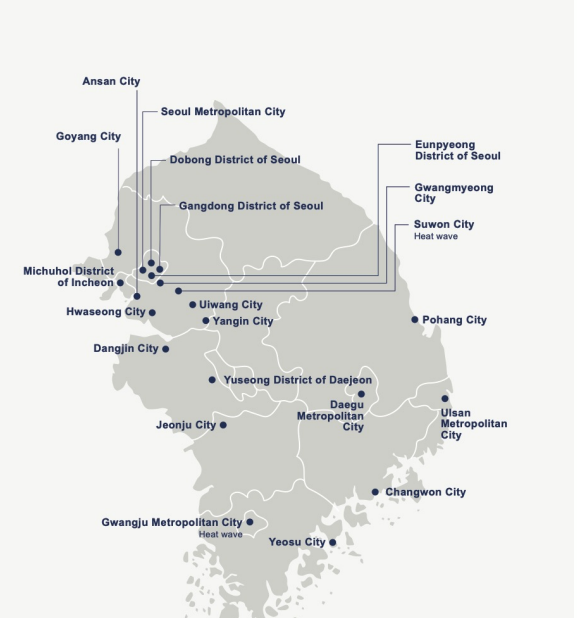 Ansan City
Seoul Metropolitan City
Goyang City
Dobong District of Seoul
Eunpyeong
District of Seoul
Gwangmyeong
City
Gangdong District of Seoul
Suwon City
Heat wave
Michuhol District
of Incheon
Hwaseong City
Uiwang City
Yangin City
Pohang City
Dangjin City
Yuseong District of Daejeon
Daegu
Metropolitan
City
Ulsan
Metropolitan
City
Jeonju City
Changwon City
Gwangju Metropolitan City
Heat wave
Yeosu City